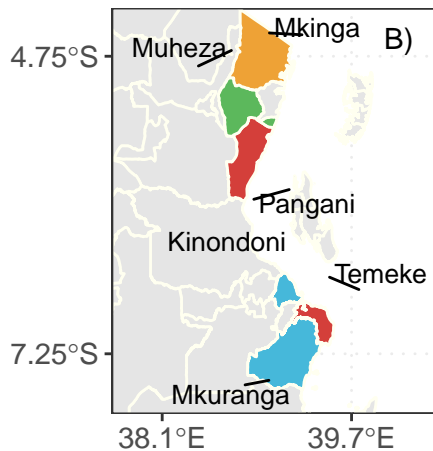 Mkinga
B)
Muheza
4.75°S
Pangani
Kinondoni
Temeke
7.25°S
Mkuranga
38.1°E
39.7°E